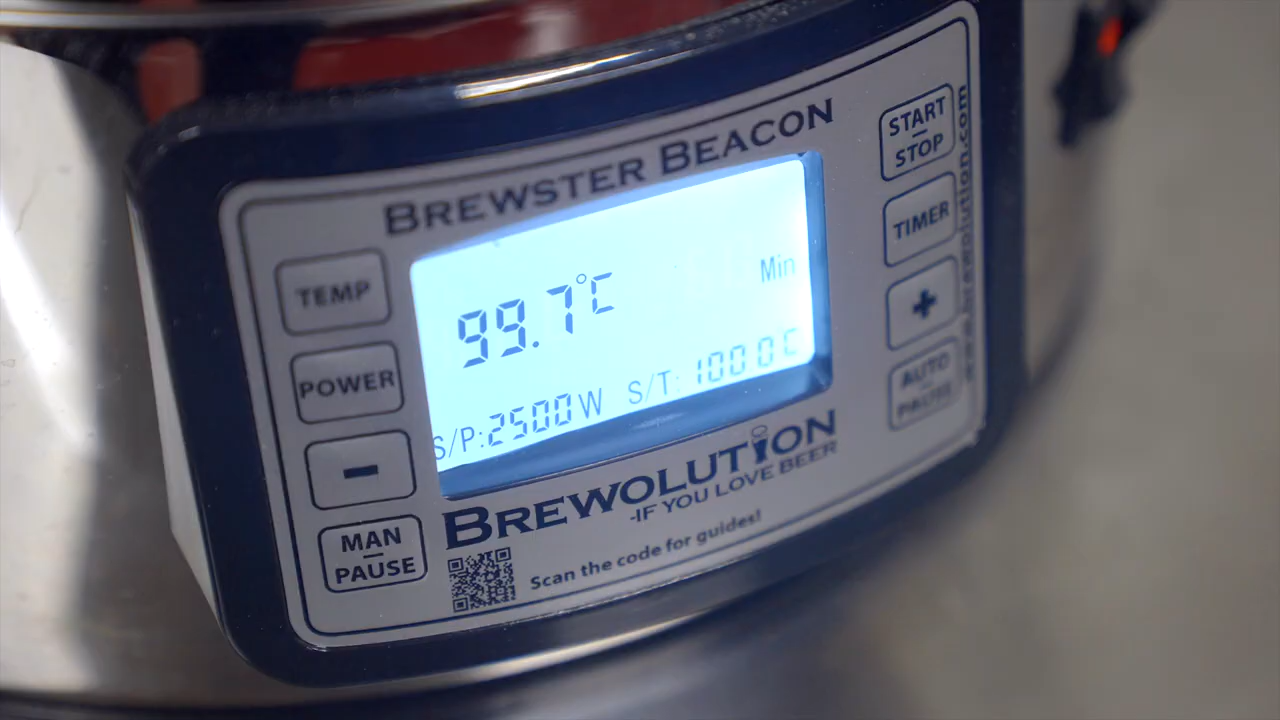 BREWSTER BEACON
START
STOP
TIMER
+
AUTO
PAUSE
www.brewolution.com
TEMP
POWER
-
MAN
PAUSE
99.7°C
Min
S/P:2500W S/T: 100.0C
BREWOLUTION
-IF YOU LOVE BEER
Scan the code for guides!